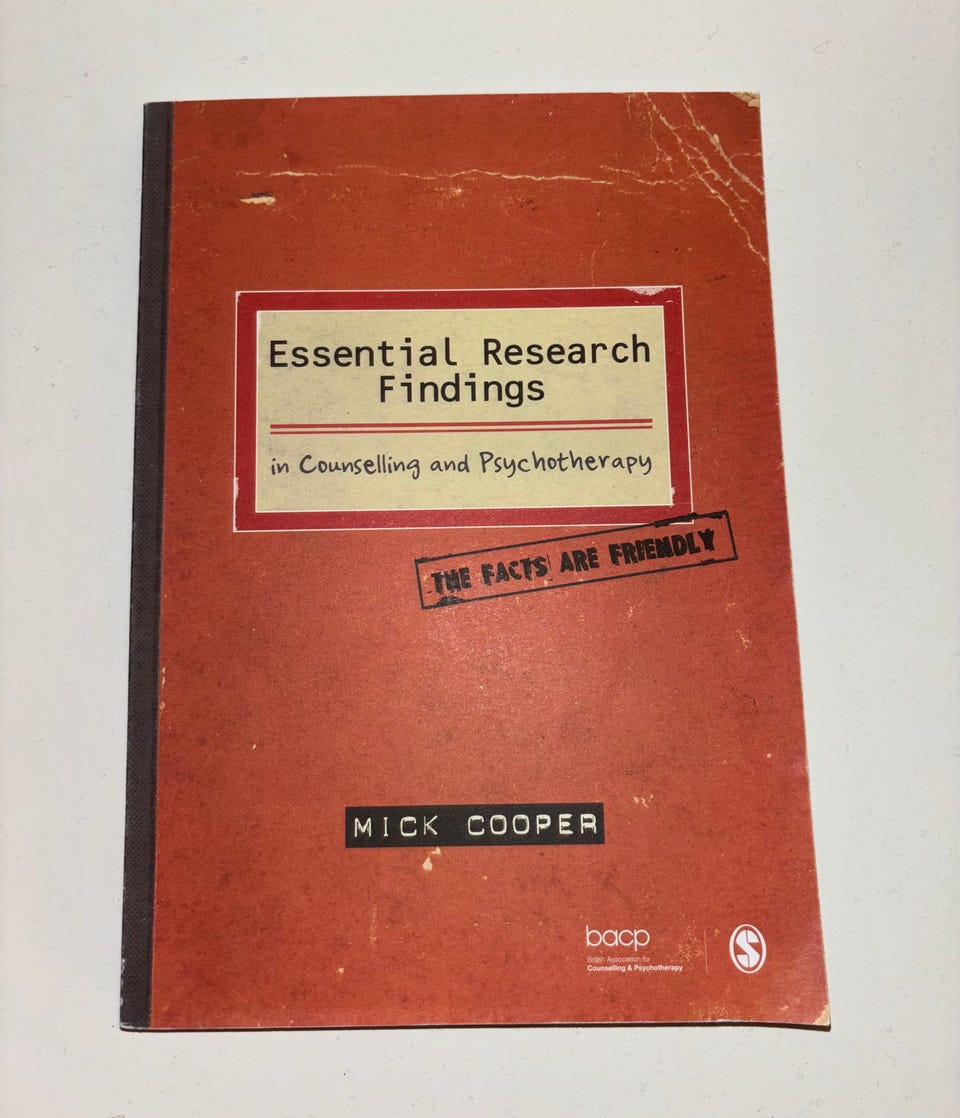 Essential Research
Findings
in Counselling and Psychotherapy
THE FACTS ARE FRIENDLY
MICK COOPER
bacp
British Association for
Counselling & Psychotherapy
S